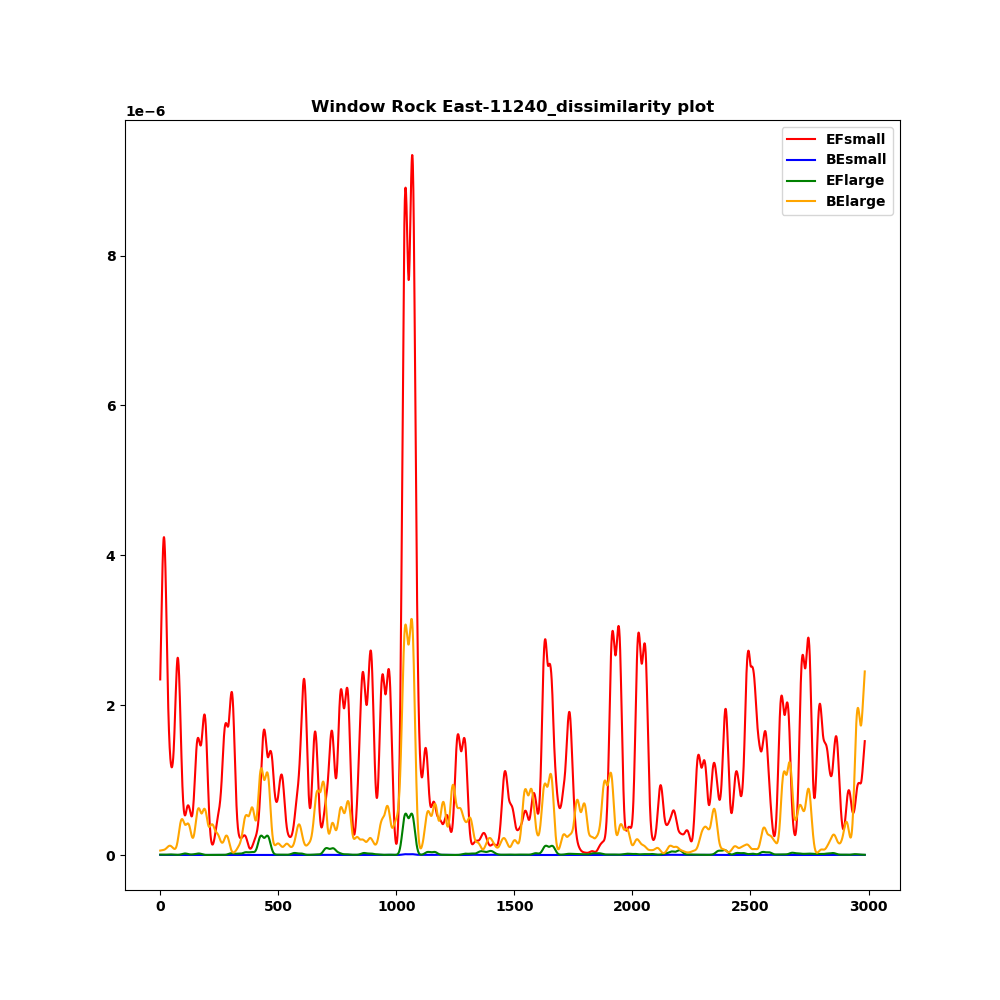 Window Rock East-11240_dissimilarity plot
1e−6
EFsmall
BEsmall
EFlarge
BElarge
8
6
4
2
0
0 500 1000 1500 2000 2500 3000